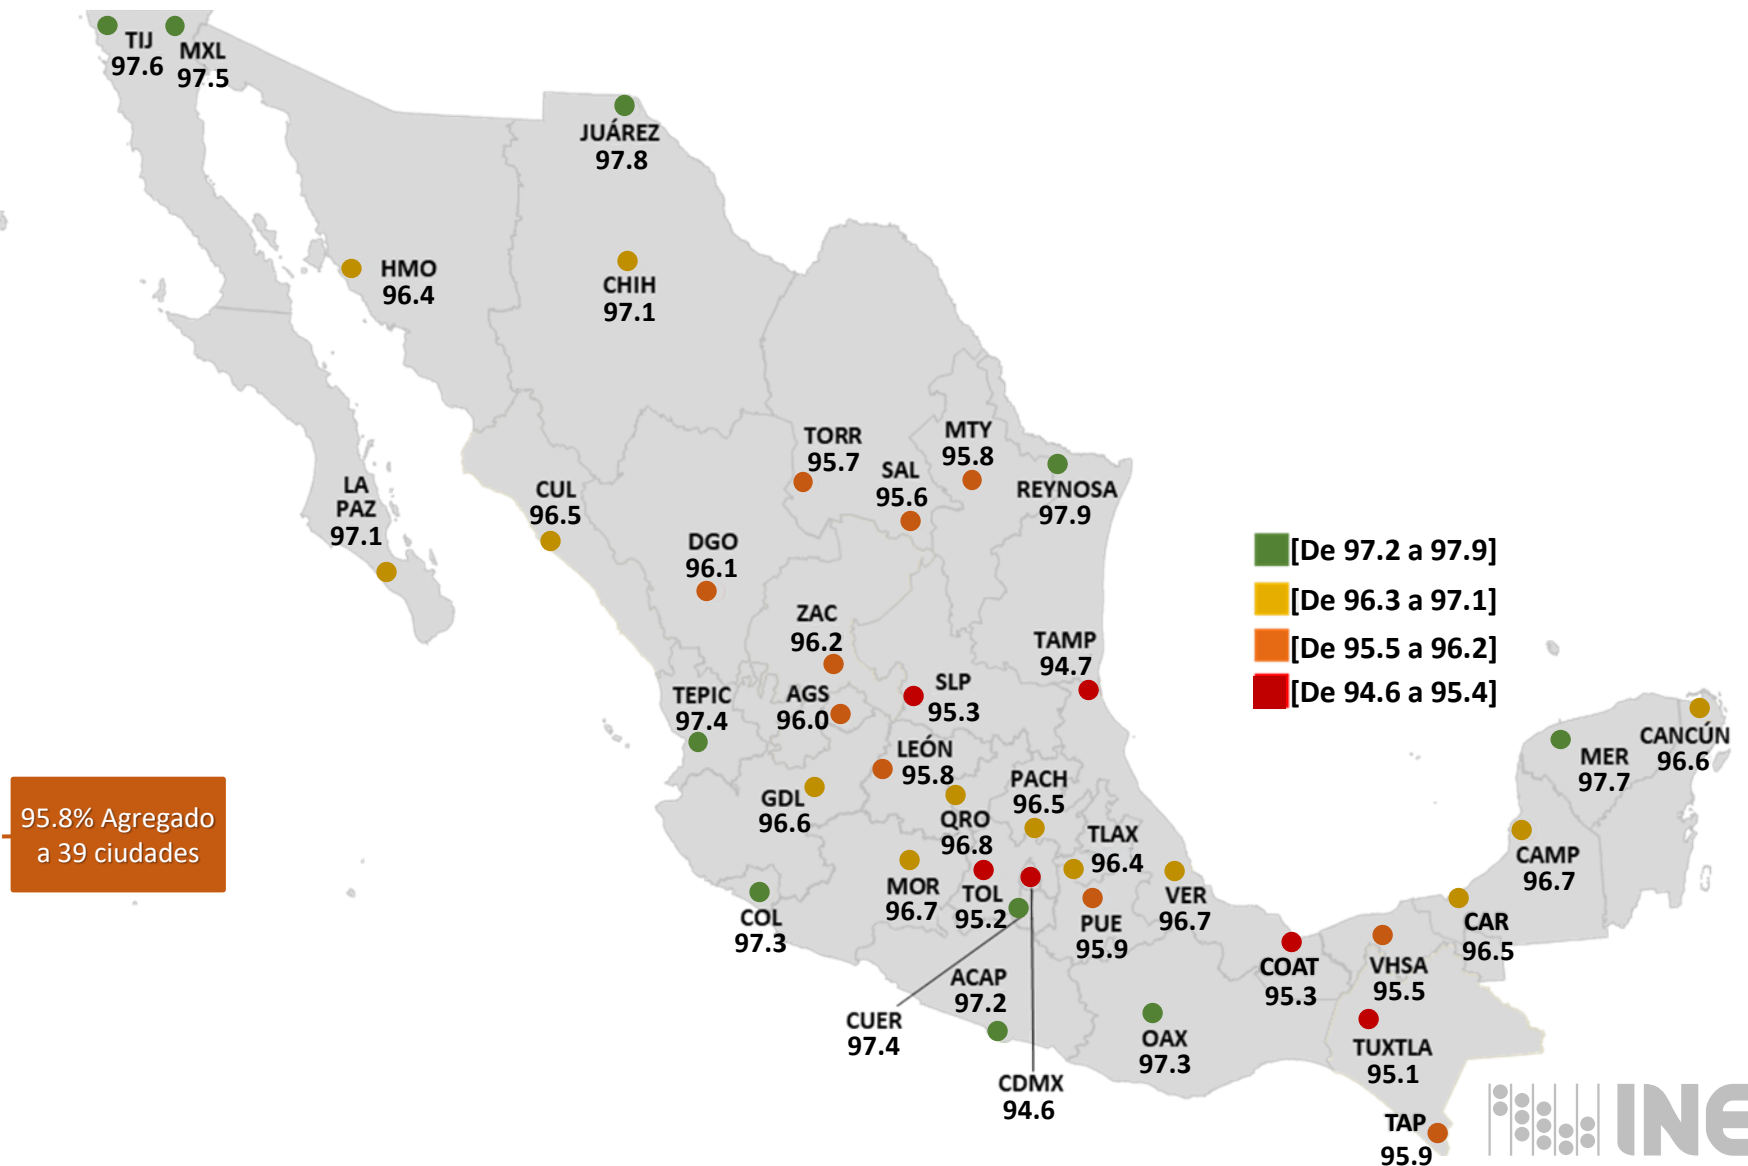 TIJ
97.6
MXL
97.5
JUÁREZ
97.8
HMO
96.4
CHIH
97.1
LA
PAZ
97.1
CUL
96.5
TORR
95.7
SAL
95.6
MTY
95.8
REYNOSA
97.9
DGO
96.1
ZAC
96.2
TAMP
94.7
[De 97.2 a 97.9]
[De 96.3 a 97.1]
[De 95.5 a 96.2]
[De 94.6 a 95.4]
TEPIC
97.4
AGS
96.0
SLP
95.3
LEÓN
95.8
PACH
96.5
GDL
96.6
QRO
96.8
TLAX
96.4
MER
97.7
CANCÚN
96.6
95.8% Agregado
a 39 ciudades
MOR
96.7
TOL
95.2
PUE
95.9
VER
96.7
CAMP
96.7
CAR
96.5
COL
97.3
ACAP
97.2
COAT
95.3
VHSA
95.5
CUER
97.4
OAX
97.3
TUXTLA
95.1
CDMX
94.6
TAP
95.9
INE